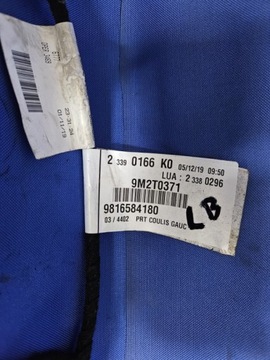 2 339 0166 K0 05/12/19 09:50
LUA : 2 338 0296
9M2T0371
9816584180
03 / 4402 PRT COULIS GAUC
LB